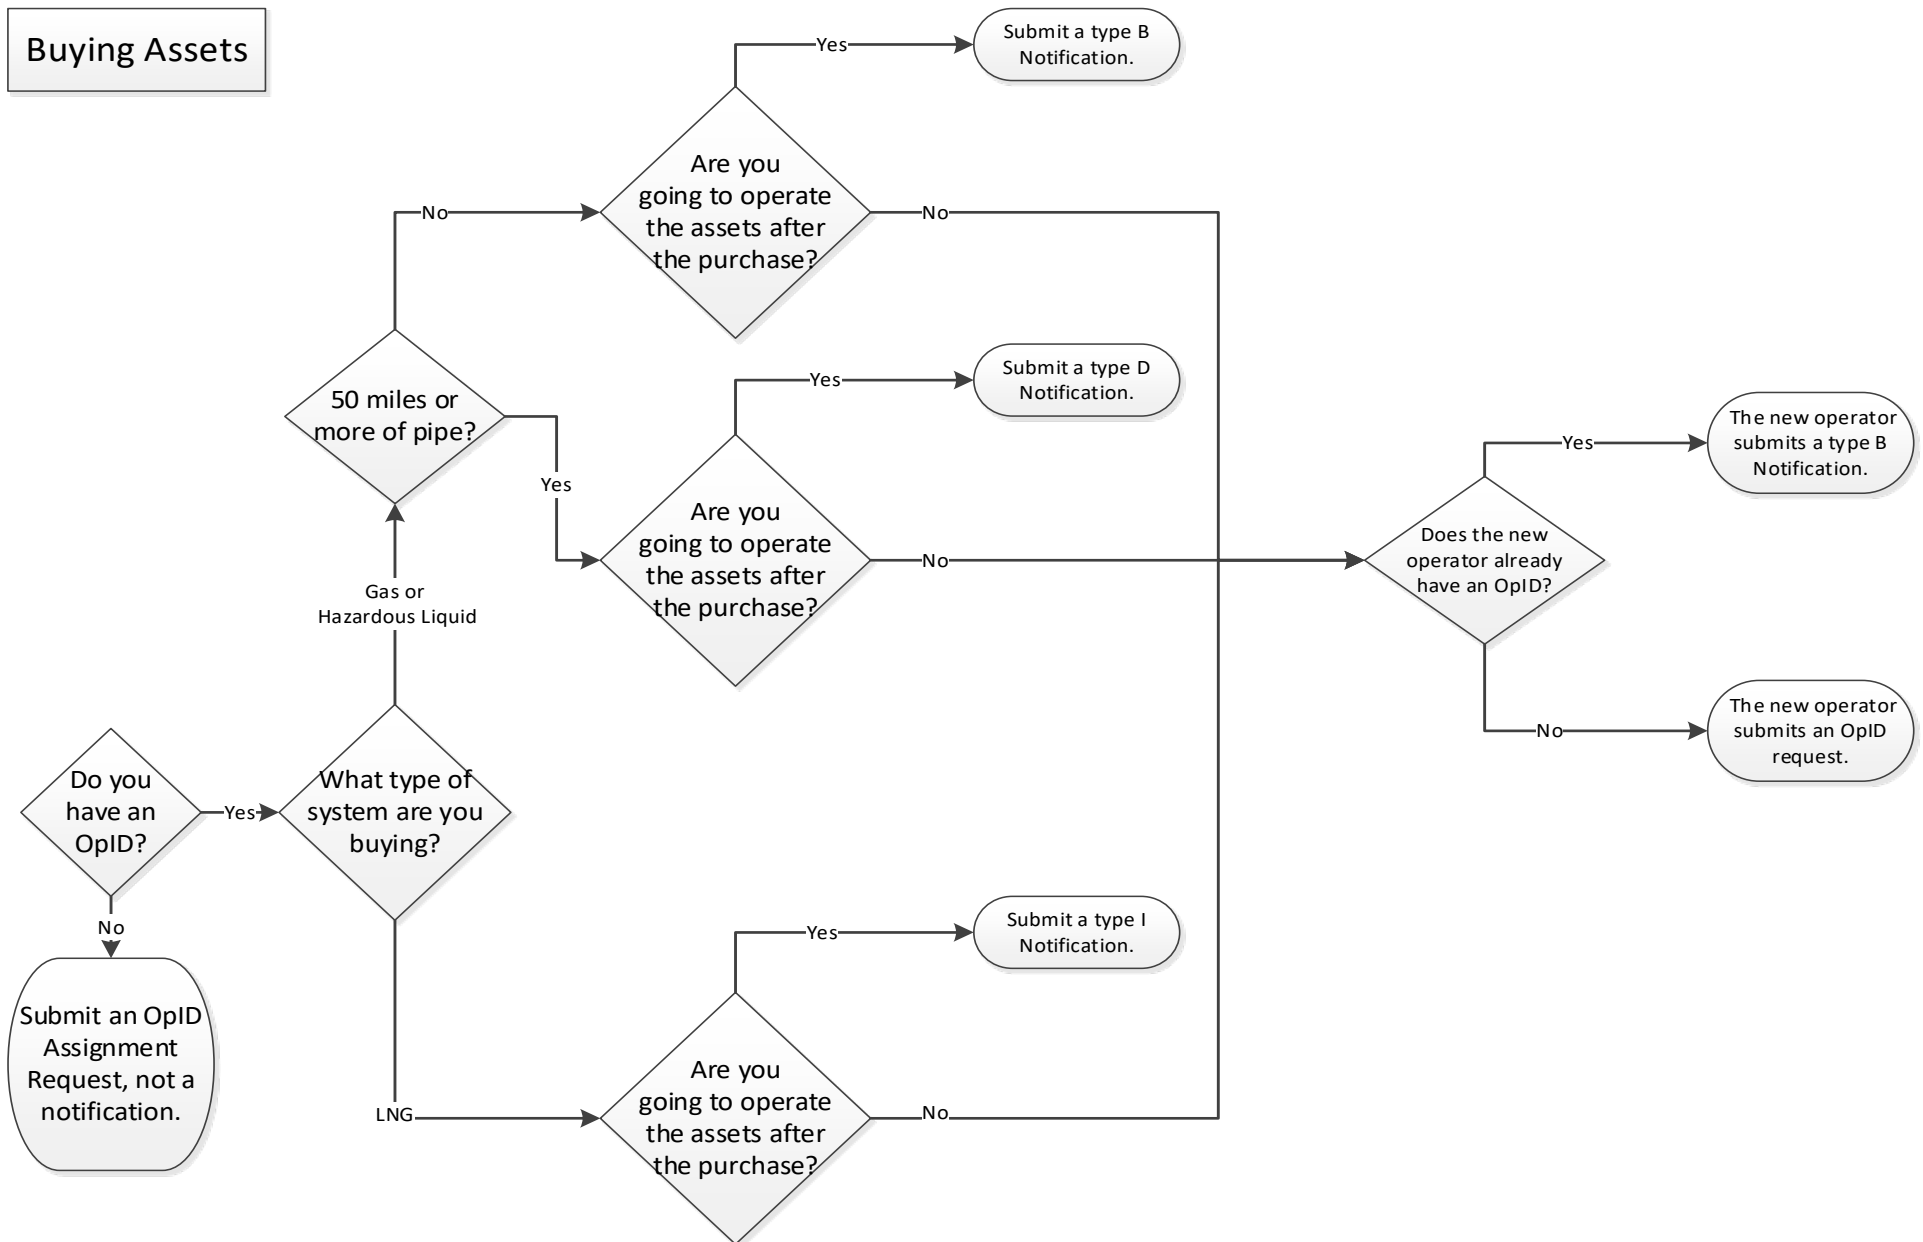 Buying Assets
Yes
Submit a type B
Notification.
Are you
going to operate
the assets after
the purchase?
No
No
50 miles or
more of pipe?
Yes
Yes
Submit a type D
Notification.
Are you
going to operate
the assets after
the purchase?
No
Does the new
operator already
have an OpID?
Yes
The new operator
submits a type B
Notification.
No
The new operator
submits an OpID
request.
Gas or
Hazardous Liquid
Do you
have an
OpID?
Yes
What type of
system are you
buying?
No
Submit an OpID
Assignment
Request, not a
notification.
LNG
Yes
Submit a type I
Notification.
Are you
going to operate
the assets after
the purchase?
No